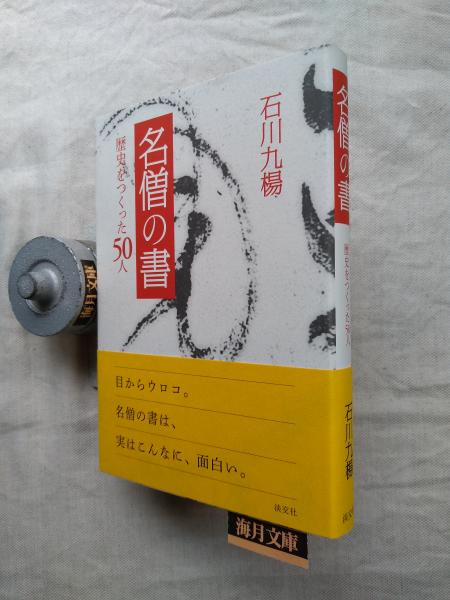 石川九楊
名僧の書
歴史をつくった50人
目からウロコ。
名僧の書は、
実はこんなに、面白い。
淡交社
名僧の書
歴史をつくった50人
石川九楊
海月文庫